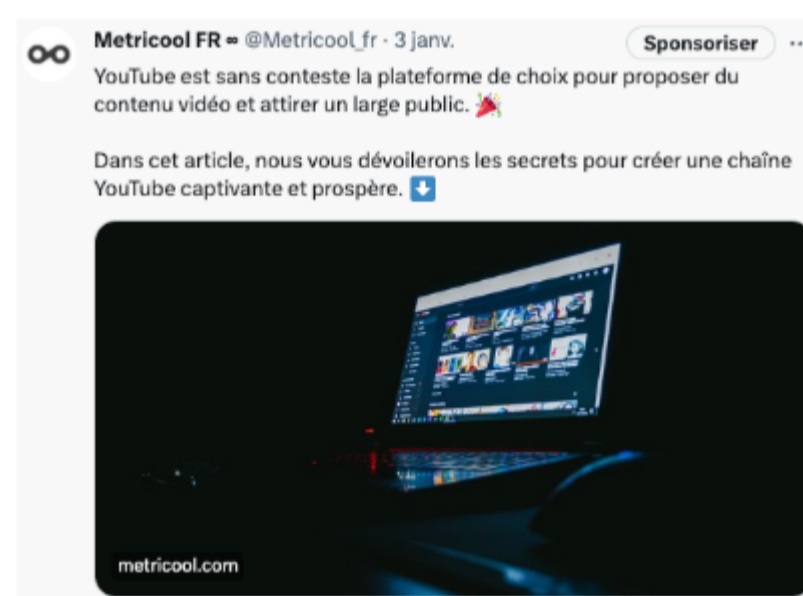 Metricool FR ∞ @Metricool_fr · 3 janv.
Sponsoriser
YouTube est sans conteste la plateforme de choix pour proposer du
contenu vidéo et attirer un large public. 🎉
Dans cet article, nous vous dévoilerons les secrets pour créer une chaîne
YouTube captivante et prospère. ⬇️
metricool.com